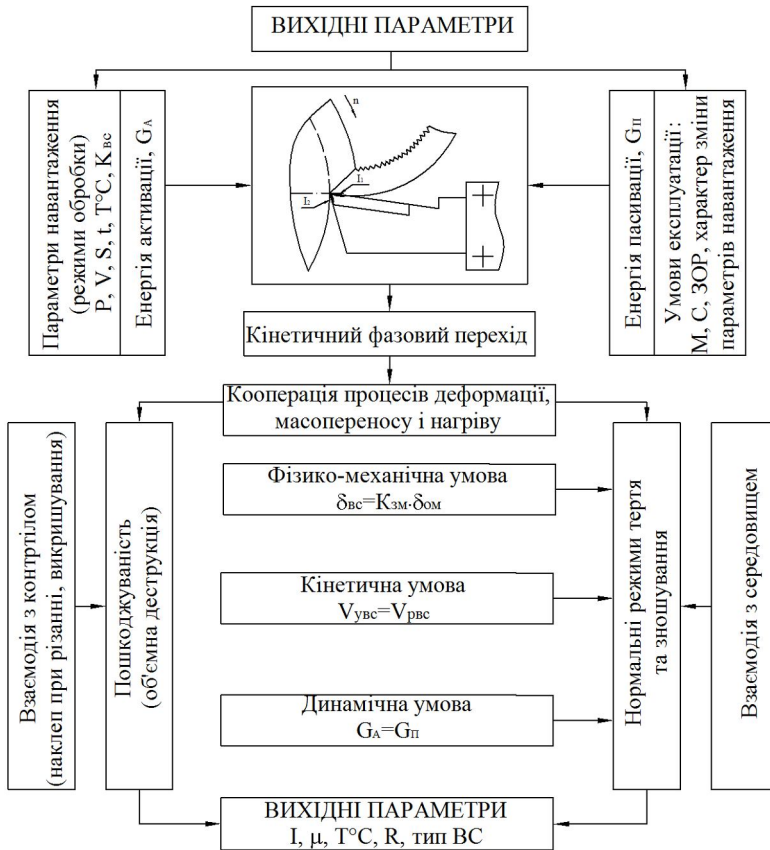 ВИХІДНІ ПАРАМЕТРИ
Параметри навантаження
(режими обробки)
P, V, S, t, T°C, Kвс
Енергія активації, GА
n
I₁
I₂
Енергія пасивації, GП
Умови експлуатації:
М, С, ЗОР, характер зміни
параметрів навантаження
Кінетичний фазовий перехід
Кооперація процесів деформації,
масопереносу і нагріву
Взаємодія з контртілом
(наклеп при різанні, викришування)
Пошкоджуваність
(об'ємна деструкція)
Фізико-механічна умова
δвс=Kзм·δом
Кінетична умова
Vувс=Vрвс
Динамічна умова
GА=GП
Нормальні режими тертя
та зношування
Взаємодія з середовищем
ВИХІДНІ ПАРАМЕТРИ
I, μ, T°C, R, тип ВС